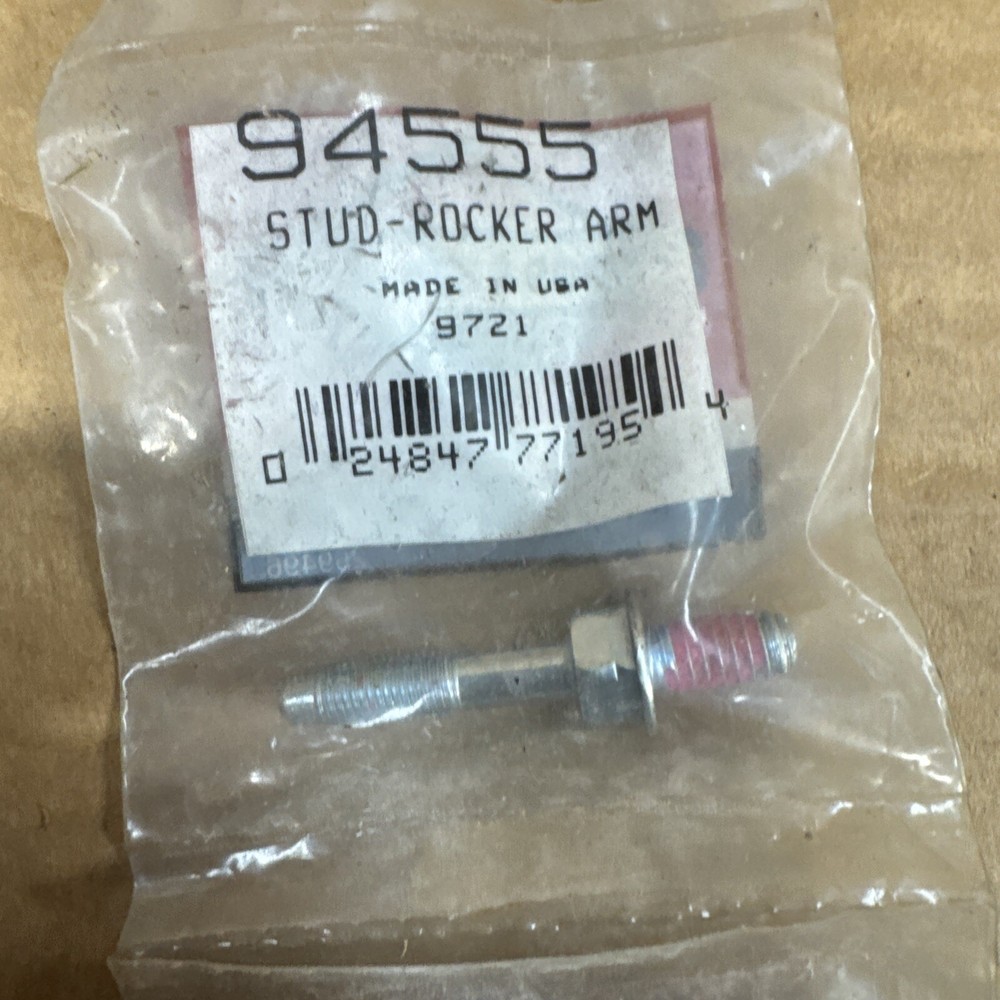 94555
STUD-ROCKER ARM
MADE IN USA
9721
0 24847 77195 4